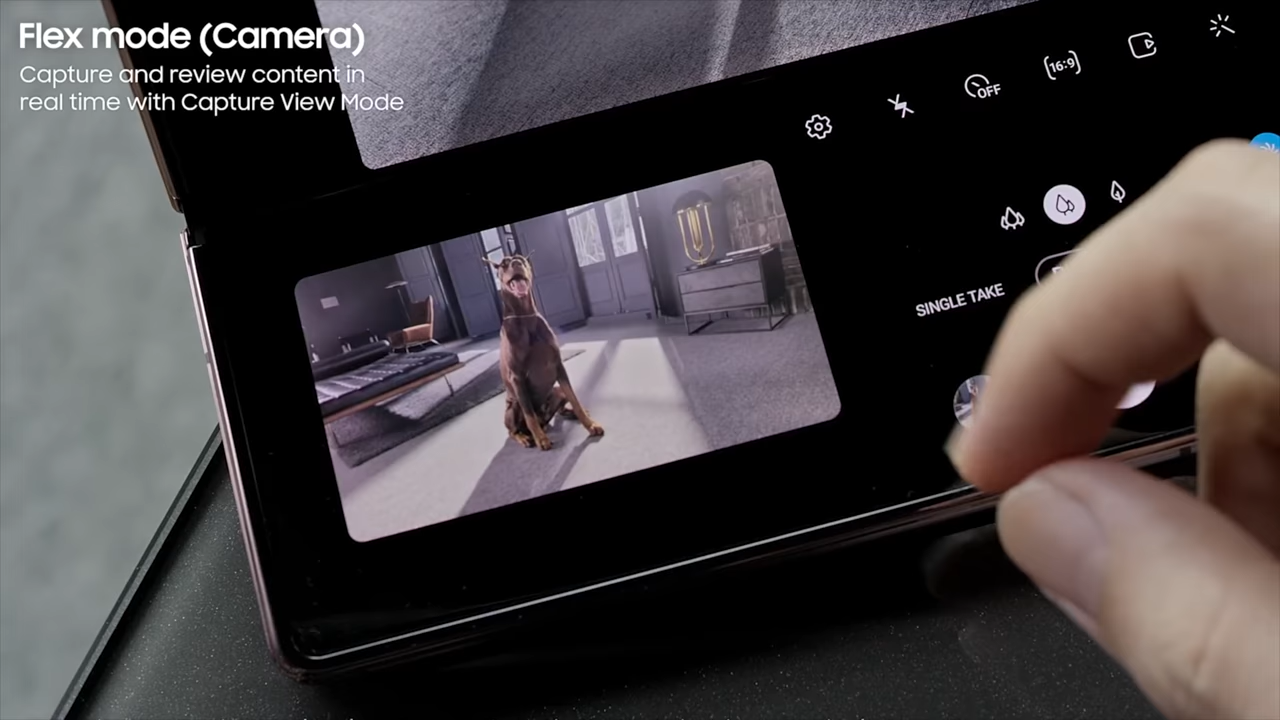 Flex mode (Camera)
Capture and review content in
real time with Capture View Mode
OFF
16:9
SINGLE TAKE